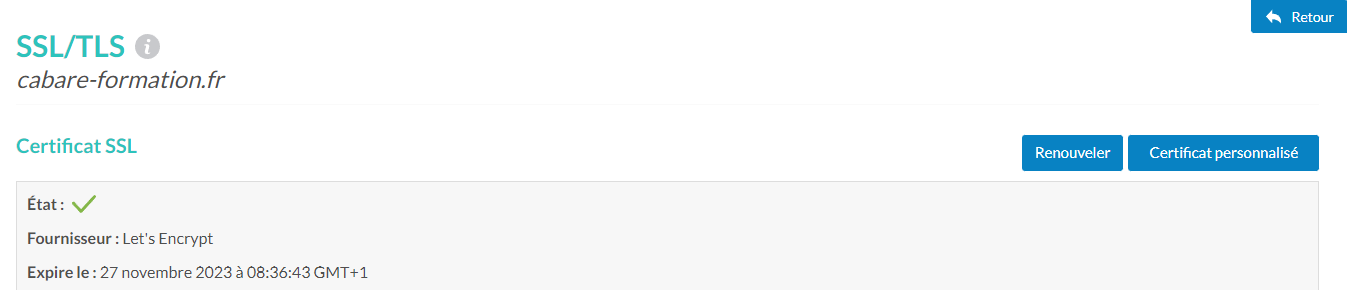 Retour
SSL/TLS
cabare-formation.fr
Certificat SSL
Renouveler
Certificat personnalisé
État :
Fournisseur : Let's Encrypt
Expire le : 27 novembre 2023 à 08:36:43 GMT+1